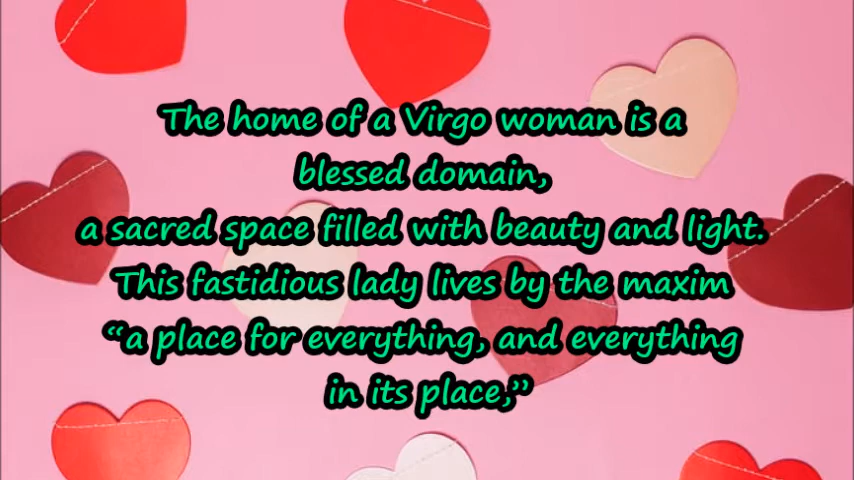 The home of a Virgo woman is a
blessed domain,
a sacred space filled with beauty and light.
This fastidious lady lives by the maxim
“a place for everything, and everything
in its place,”